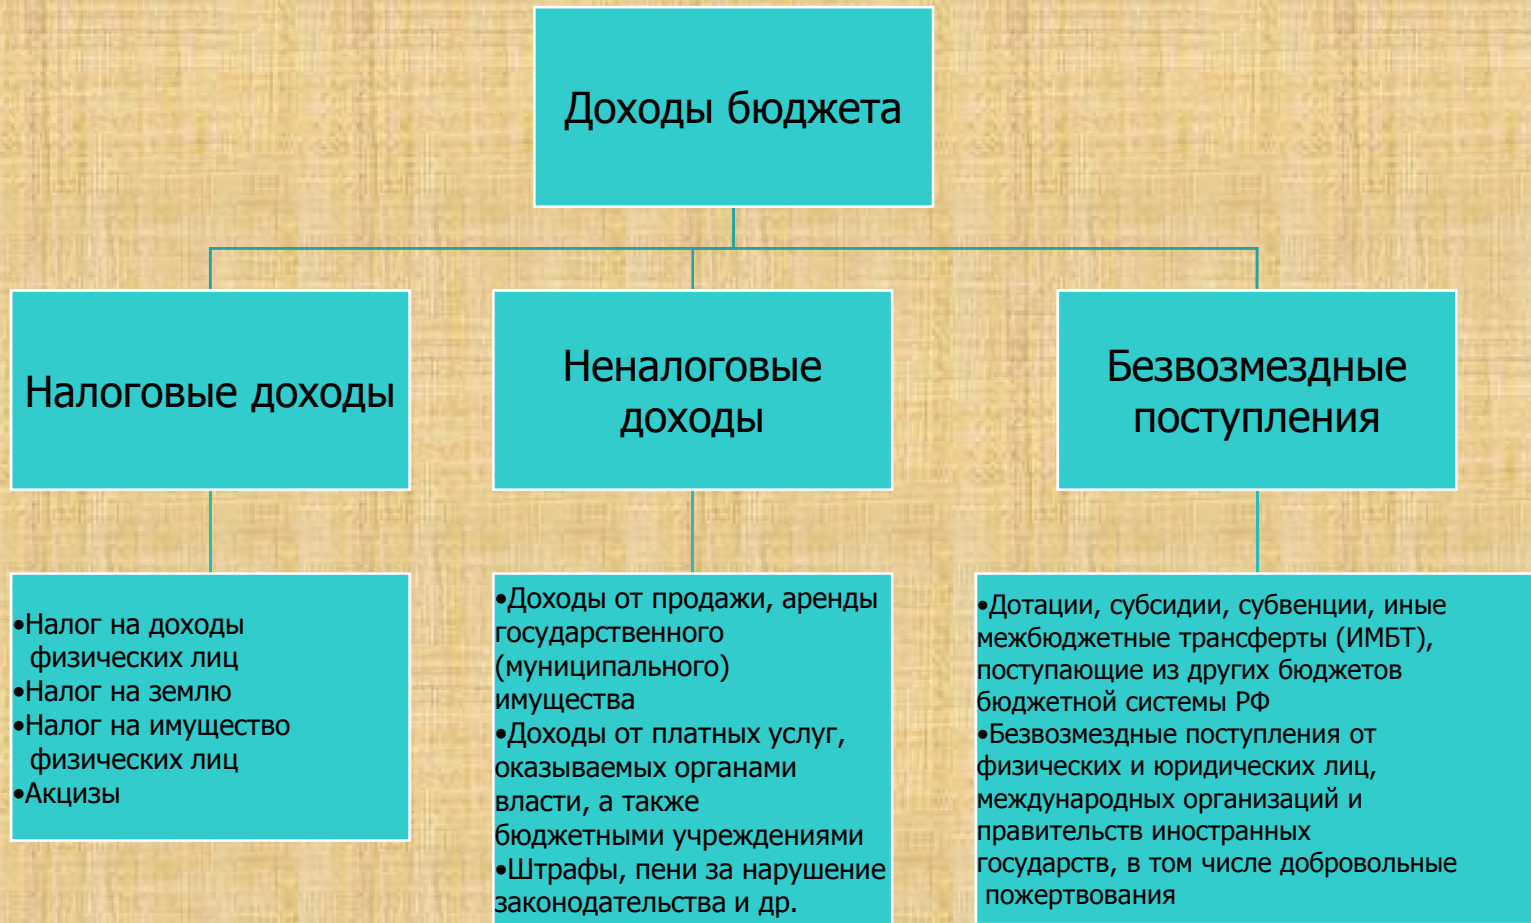 Доходы бюджета
Налоговые доходы
Неналоговые
доходы
Безвозмездные
поступления
•Налог на доходы
физических лиц
•Налог на землю
•Налог на имущество
физических лиц
•Акцизы
•Доходы от продажи, аренды
государственного
(муниципального)
имущества
•Доходы от платных услуг,
оказываемых органами
власти, а также
бюджетными учреждениями
•Штрафы, пени за нарушение
законодательства и др.
•Дотации, субсидии, субвенции, иные
межбюджетные трансферты (ИМБТ),
поступающие из других бюджетов
бюджетной системы РФ
•Безвозмездные поступления от
физических и юридических лиц,
международных организаций и
правительств иностранных
государств, в том числе добровольные
пожертвования